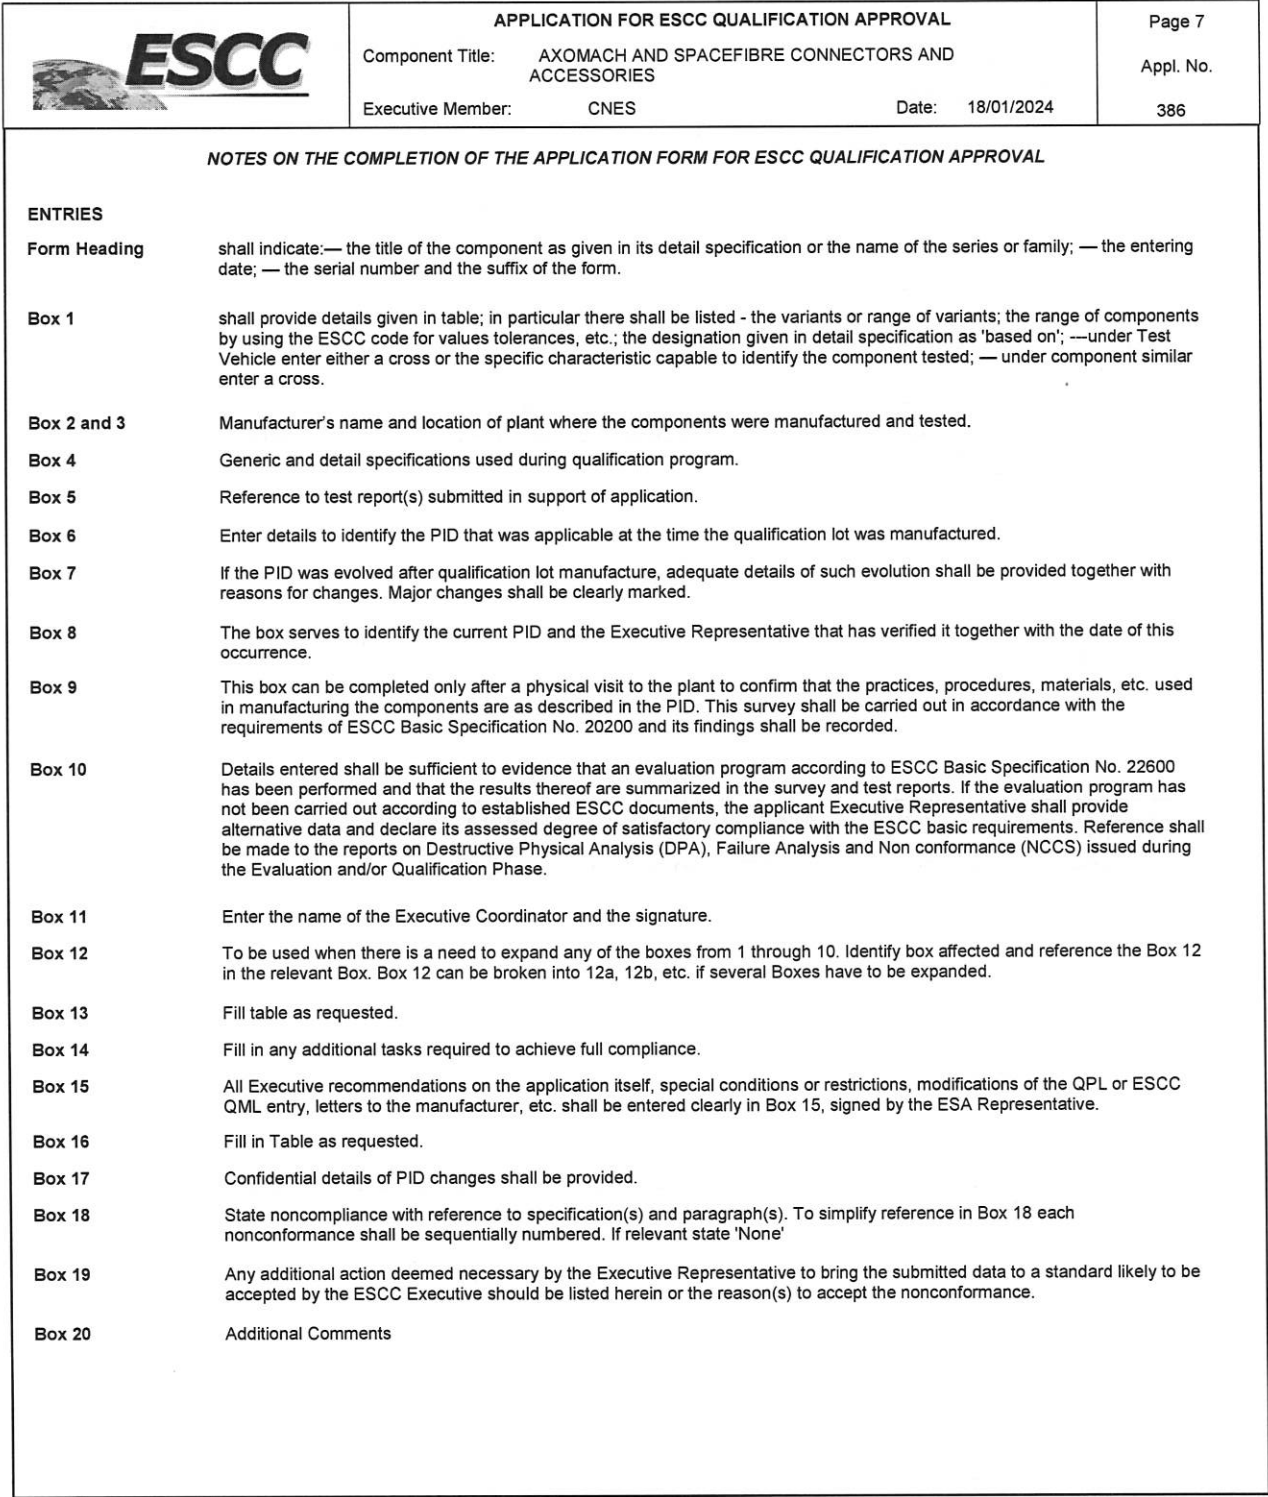 ESCC
APPLICATION FOR ESCC QUALIFICATION APPROVAL
Component Title: AXOMACH AND SPACEFIBRE CONNECTORS AND
ACCESSORIES
Executive Member: CNES Date: 18/01/2024
Page 7
Appl. No.
386
NOTES ON THE COMPLETION OF THE APPLICATION FORM FOR ESCC QUALIFICATION APPROVAL
ENTRIES
Form Heading shall indicate:— the title of the component as given in its detail specification or the name of the series or family; — the entering
date; — the serial number and the suffix of the form.
Box 1 shall provide details given in table; in particular there shall be listed - the variants or range of variants; the range of components
by using the ESCC code for values tolerances, etc.; the designation given in detail specification as 'based on'; ---under Test
Vehicle enter either a cross or the specific characteristic capable to identify the component tested; — under component similar
enter a cross.
Box 2 and 3 Manufacturer's name and location of plant where the components were manufactured and tested.
Box 4 Generic and detail specifications used during qualification program.
Box 5 Reference to test report(s) submitted in support of application.
Box 6 Enter details to identify the PID that was applicable at the time the qualification lot was manufactured.
Box 7 If the PID was evolved after qualification lot manufacture, adequate details of such evolution shall be provided together with
reasons for changes. Major changes shall be clearly marked.
Box 8 The box serves to identify the current PID and the Executive Representative that has verified it together with the date of this
occurrence.
Box 9 This box can be completed only after a physical visit to the plant to confirm that the practices, procedures, materials, etc. used
in manufacturing the components are as described in the PID. This survey shall be carried out in accordance with the
requirements of ESCC Basic Specification No. 20200 and its findings shall be recorded.
Box 10 Details entered shall be sufficient to evidence that an evaluation program according to ESCC Basic Specification No. 22600
has been performed and that the results thereof are summarized in the survey and test reports. If the evaluation program has
not been carried out according to established ESCC documents, the applicant Executive Representative shall provide
alternative data and declare its assessed degree of satisfactory compliance with the ESCC basic requirements. Reference shall
be made to the reports on Destructive Physical Analysis (DPA), Failure Analysis and Non conformance (NCCS) issued during
the Evaluation and/or Qualification Phase.
Box 11 Enter the name of the Executive Coordinator and the signature.
Box 12 To be used when there is a need to expand any of the boxes from 1 through 10. Identify box affected and reference the Box 12
in the relevant Box. Box 12 can be broken into 12a, 12b, etc. if several Boxes have to be expanded.
Box 13 Fill table as requested.
Box 14 Fill in any additional tasks required to achieve full compliance.
Box 15 All Executive recommendations on the application itself, special conditions or restrictions, modifications of the QPL or ESCC
QML entry, letters to the manufacturer, etc. shall be entered clearly in Box 15, signed by the ESA Representative.
Box 16 Fill in Table as requested.
Box 17 Confidential details of PID changes shall be provided.
Box 18 State noncompliance with reference to specification(s) and paragraph(s). To simplify reference in Box 18 each
nonconformance shall be sequentially numbered. If relevant state 'None'
Box 19 Any additional action deemed necessary by the Executive Representative to bring the submitted data to a standard likely to be
accepted by the ESCC Executive should be listed herein or the reason(s) to accept the nonconformance.
Box 20 Additional Comments